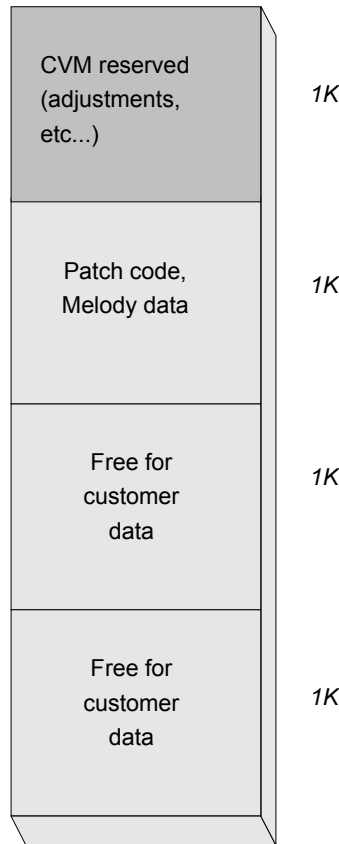 CVM reserved
(adjustments,
etc...)
1K
Patch code,
Melody data
1K
Free for
customer
data
1K
Free for
customer
data
1K